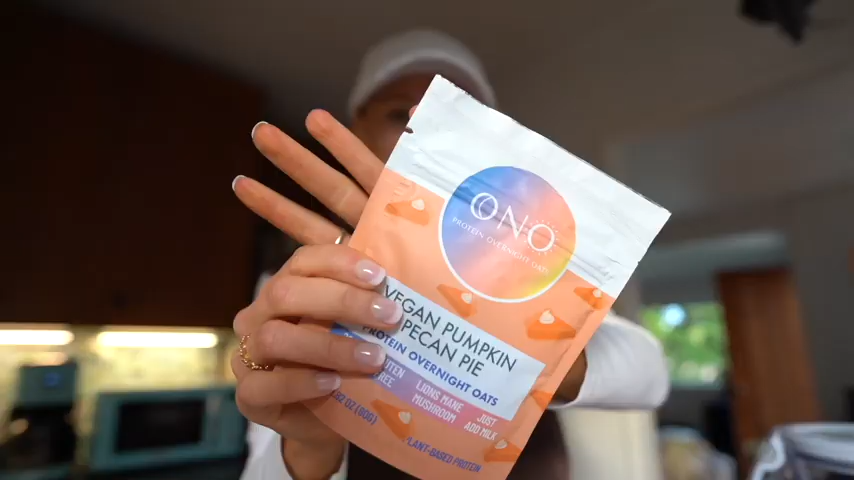 ONO
PROTEIN OVERNIGHT OATS
VEGAN PUMPKIN
PECAN PIE
PROTEIN OVERNIGHT OATS
LIONS MANE
MUSHROOM
JUST
ADD MILK
PLANT-BASED PROTEIN